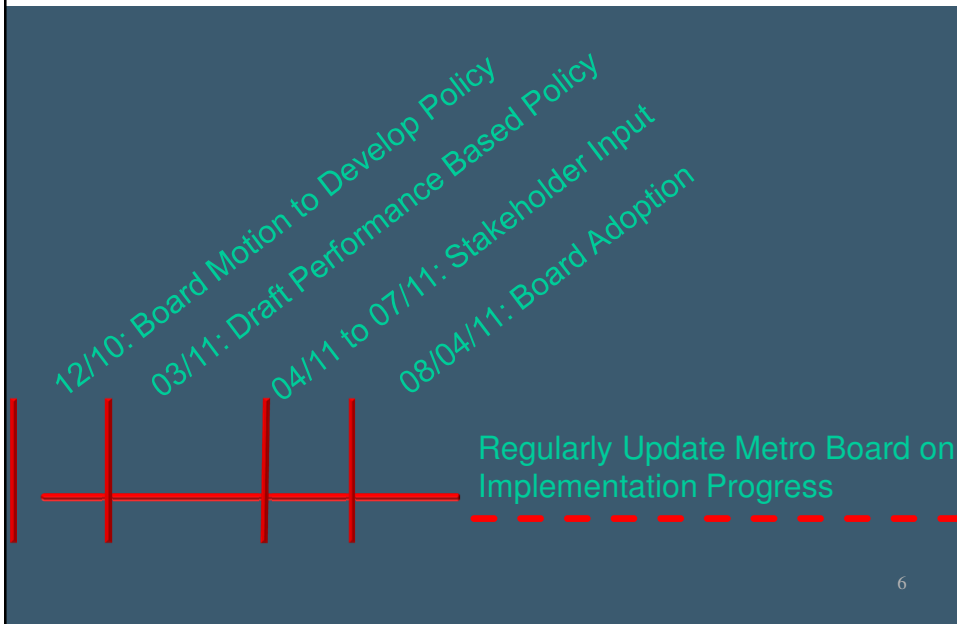 12/10: Board Motion to Develop Policy
03/11: Draft Performance Based Policy
04/11 to 07/11: Stakeholder Input
08/04/11: Board Adoption
Regularly Update Metro Board on
Implementation Progress
6